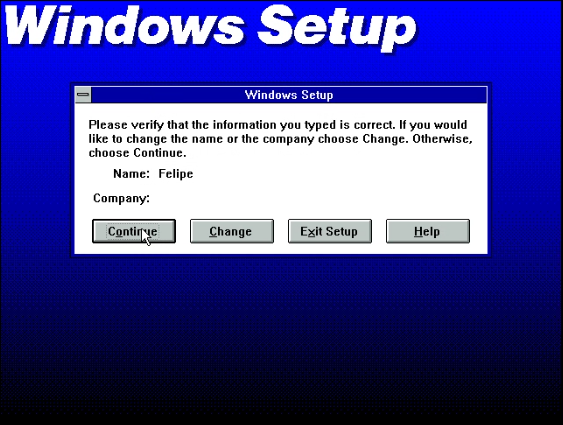 Windows Setup
Windows Setup
Please verify that the information you typed is correct. If you would
like to change the name or the company choose Change. Otherwise,
choose Continue.
Name: Felipe
Company:
Continue Change Exit Setup Help